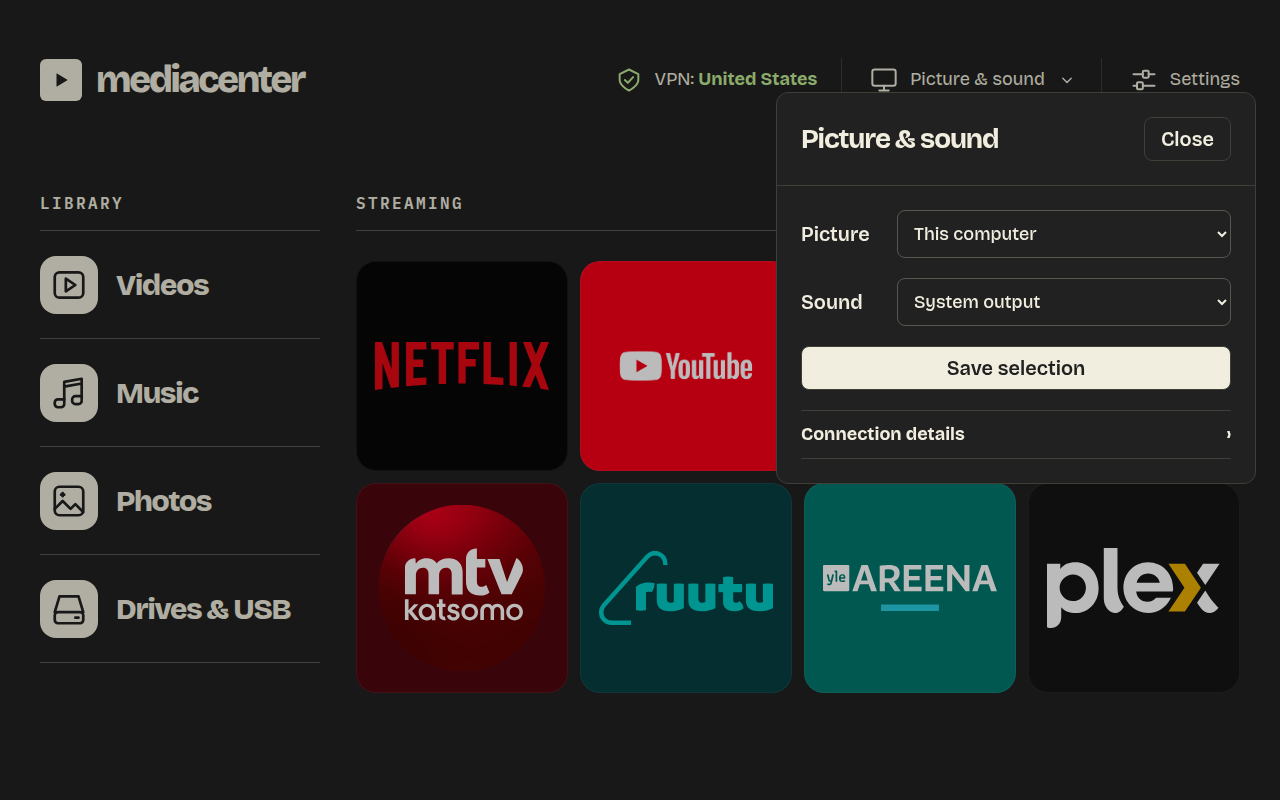 mediacenter
VPN: United States
Picture & sound
Settings
Picture & sound
Close
Picture
This computer
Sound
System output
Save selection
Connection details
LIBRARY
Videos
Music
Photos
Drives & USB
STREAMING
NETFLIX
YouTube
mtv
katsomo
ruutu
yle AREENA
plex